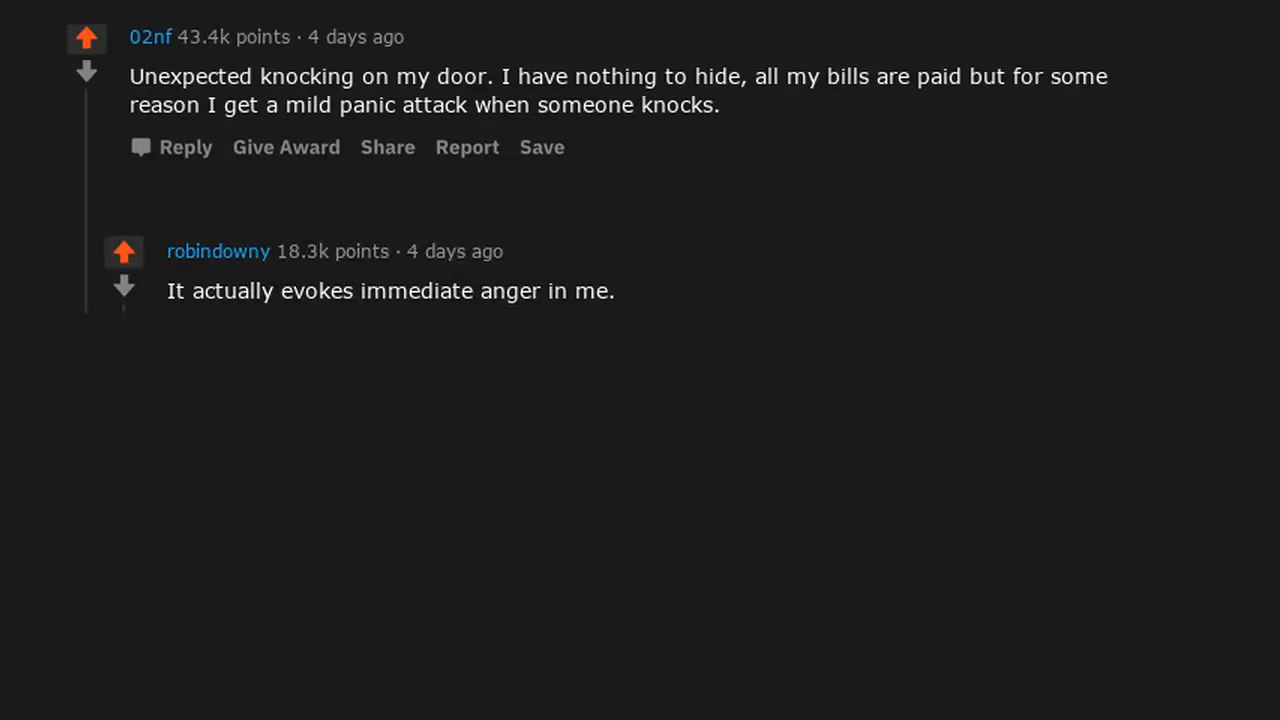 02nf 43.4k points · 4 days ago
Unexpected knocking on my door. I have nothing to hide, all my bills are paid but for some
reason I get a mild panic attack when someone knocks.
Reply Give Award Share Report Save
robindowny 18.3k points · 4 days ago
It actually evokes immediate anger in me.